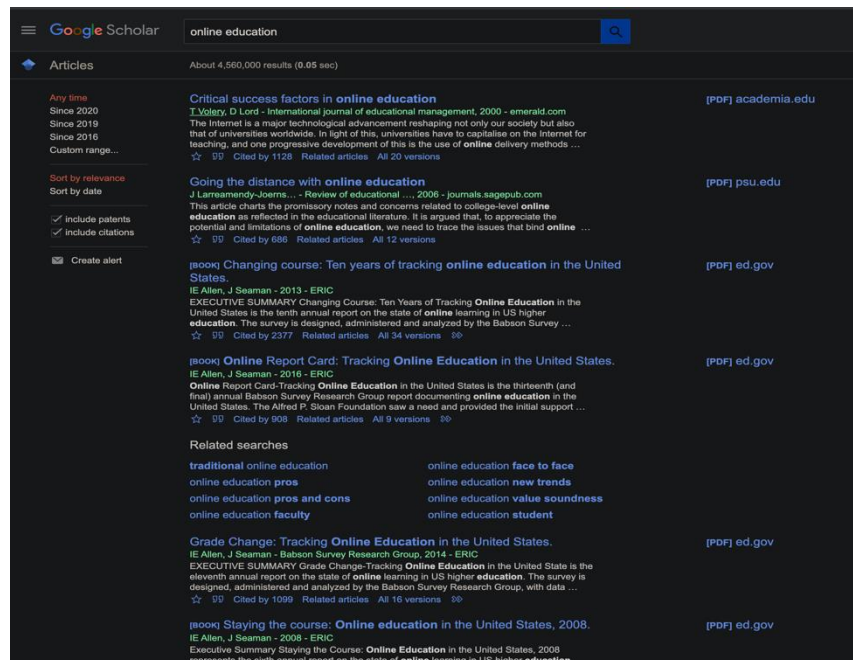 Google Scholar
online education
Articles
About 4,560,000 results (0.05 sec)
Any time
Since 2020
Since 2019
Since 2016
Custom range...
Sort by relevance
Sort by date
include patents
include citations
Create alert
Critical success factors in online education
[PDF] academia.edu
T Volery, D Lord - International journal of educational management, 2000 - emerald.com
The Internet is a major technological advancement reshaping not only our society but also
that of universities worldwide. In light of this, universities have to capitalise on the Internet for
teaching, and one progressive development of this is the use of online delivery methods ...
Cited by 1128 Related articles All 20 versions
Going the distance with online education
[PDF] psu.edu
J Larreamendy-Joerns... - Review of educational ..., 2006 - journals.sagepub.com
This article charts the promissory notes and concerns related to college-level online
education as reflected in the educational literature. It is argued that, to appreciate the
potential and limitations of online education, we need to trace the issues that bind online ...
Cited by 686 Related articles All 12 versions
[BOOK] Changing course: Ten years of tracking online education in the United
States.
[PDF] ed.gov
IE Allen, J Seaman - 2013 - ERIC
EXECUTIVE SUMMARY Changing Course: Ten Years of Tracking Online Education in the
United States is the tenth annual report on the state of online learning in US higher
education. The survey is designed, administered and analyzed by the Babson Survey ...
Cited by 2377 Related articles All 34 versions
[BOOK] Online Report Card: Tracking Online Education in the United States.
[PDF] ed.gov
IE Allen, J Seaman - 2016 - ERIC
Online Report Card-Tracking Online Education in the United States is the thirteenth (and
final) annual Babson Survey Research Group report documenting online education in the
United States. The Alfred P. Sloan Foundation saw a need and provided the initial support ...
Cited by 908 Related articles All 9 versions
Related searches
traditional online education
online education face to face
online education pros
online education new trends
online education pros and cons
online education value soundness
online education faculty
online education student
Grade Change: Tracking Online Education in the United States.
[PDF] ed.gov
IE Allen, J Seaman - Babson Survey Research Group, 2014 - ERIC
EXECUTIVE SUMMARY Grade Change-Tracking Online Education in the United State is the
eleventh annual report on the state of online learning in US higher education. The survey is
designed, administered and analyzed by the Babson Survey Research Group, with data ...
Cited by 1099 Related articles All 16 versions
[BOOK] Staying the course: Online education in the United States, 2008.
[PDF] ed.gov
IE Allen, J Seaman - 2008 - ERIC
Executive Summary Staying the Course: Online Education in the United States, 2008
represents the sixth annual report on the state of online learning in US higher education